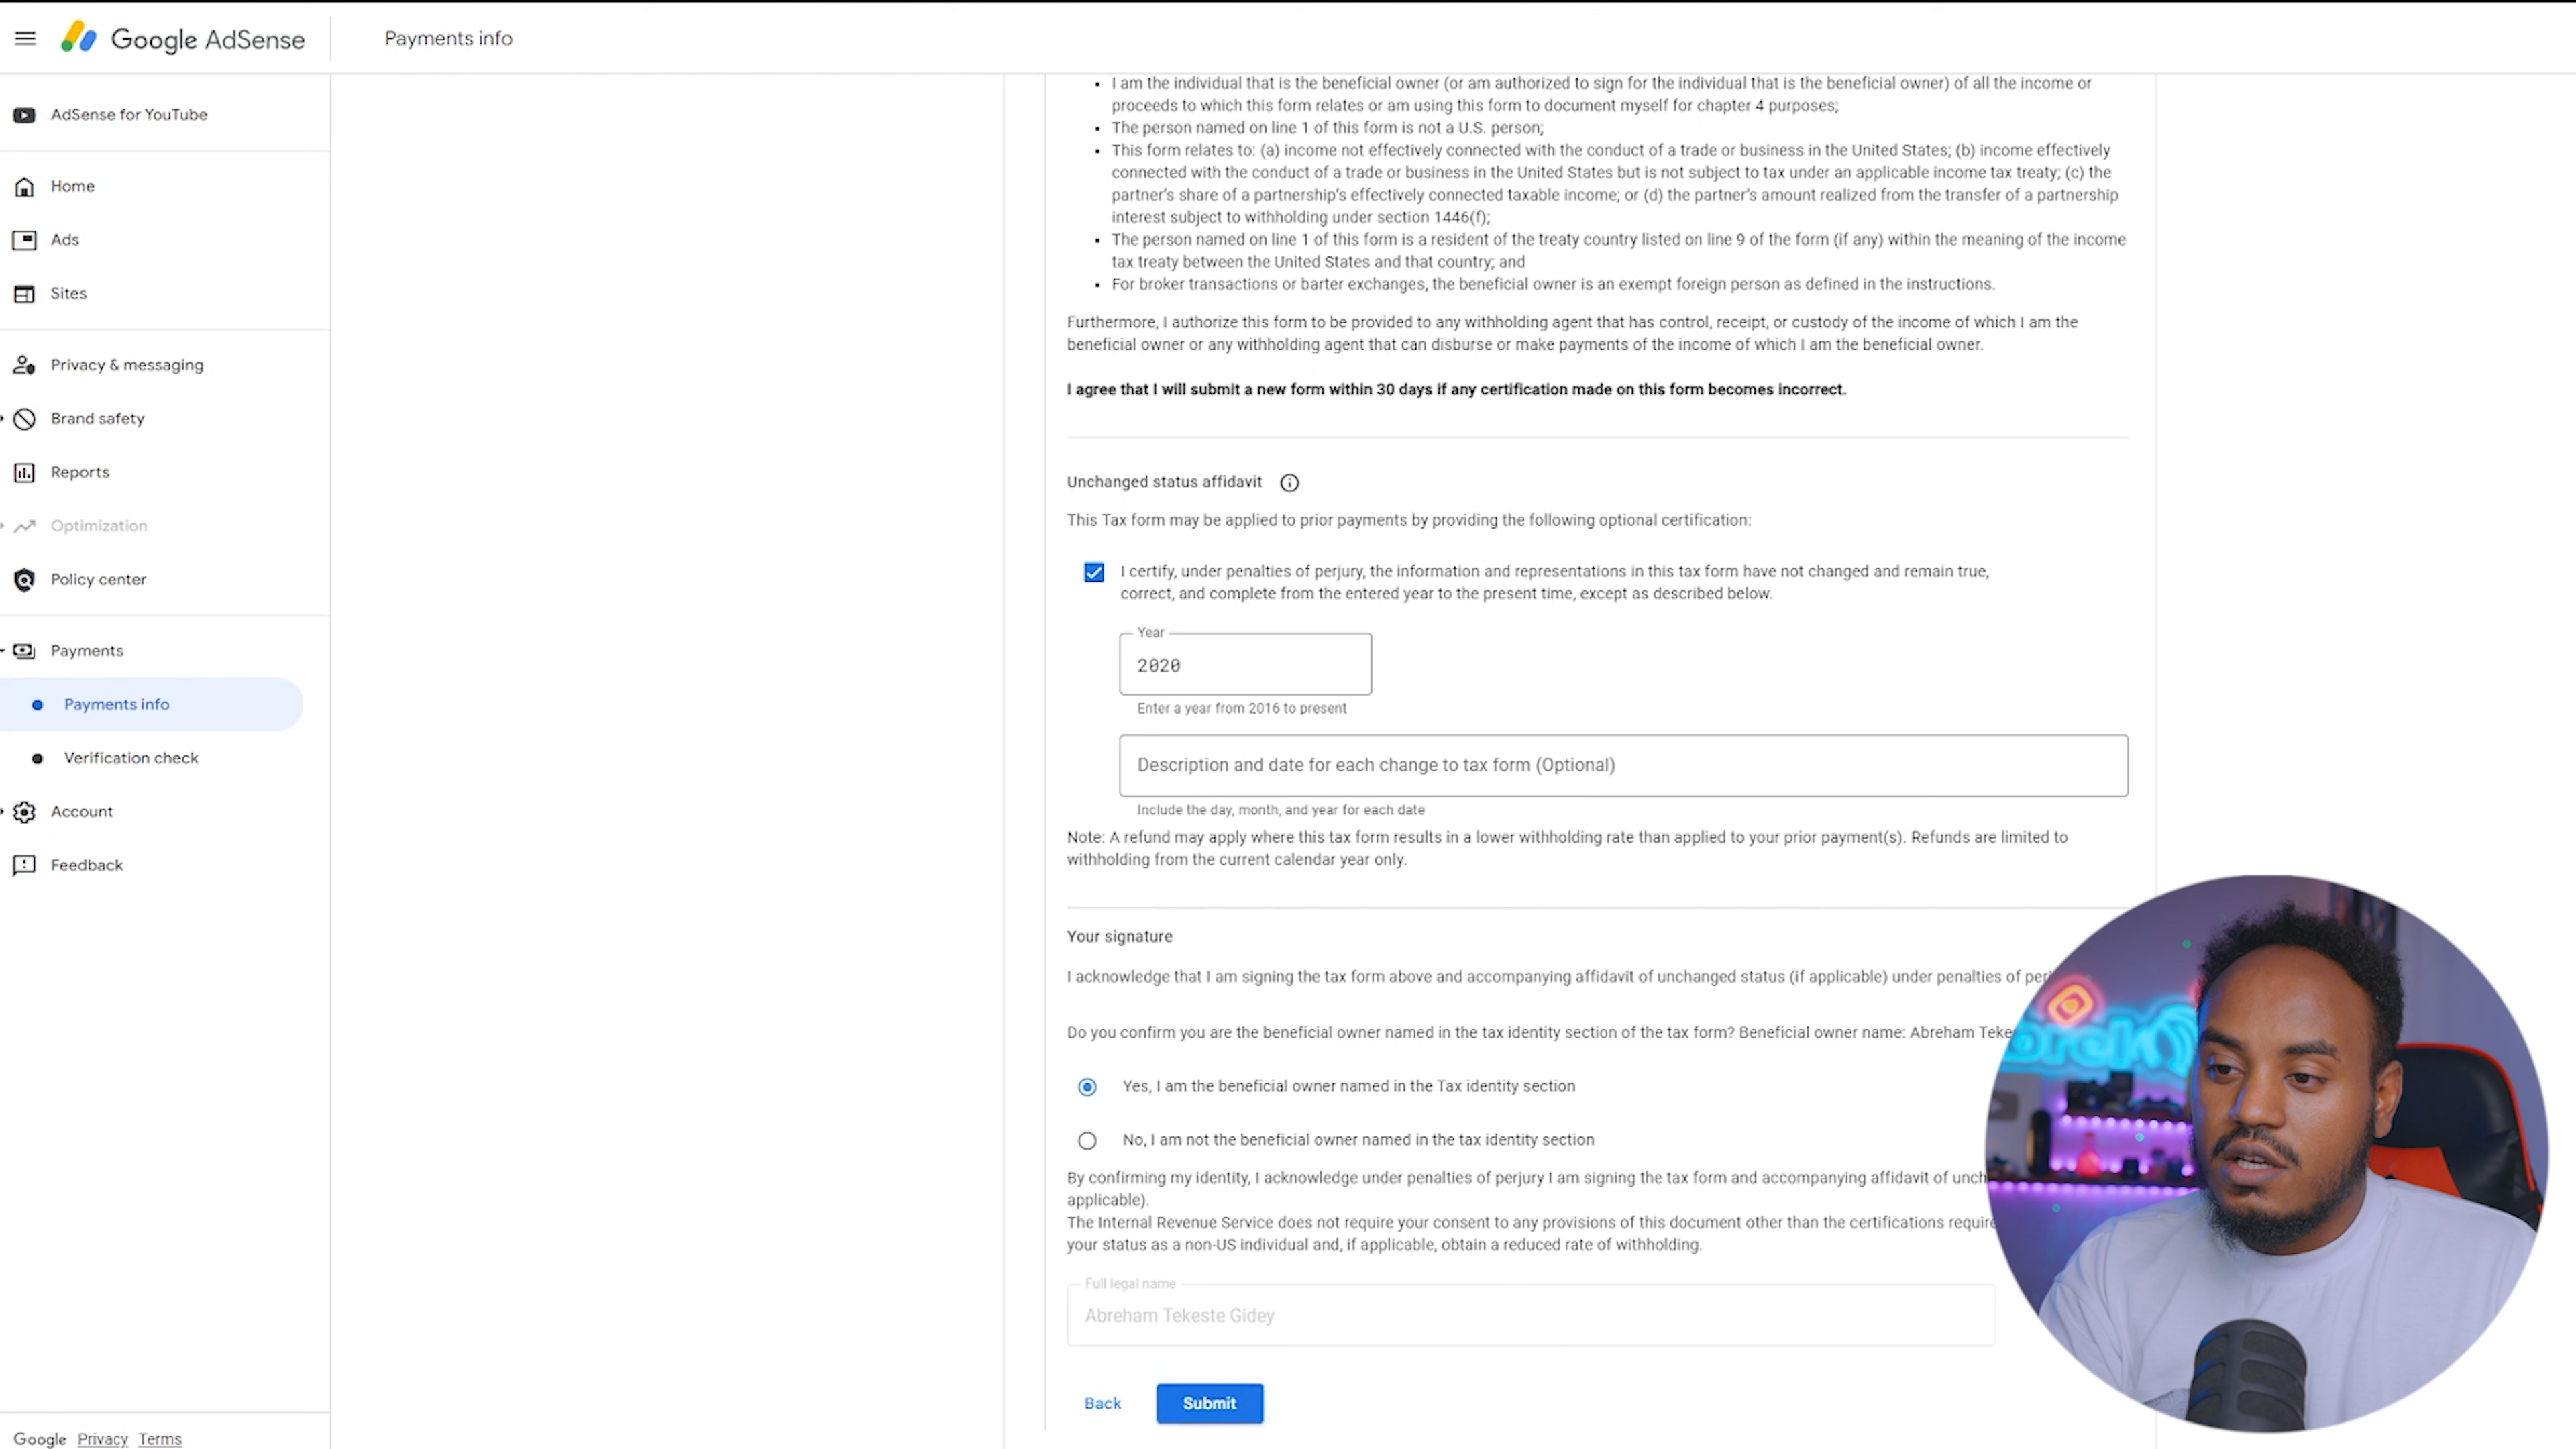 Google AdSense
Payments info
AdSense for YouTube
Home
Ads
Sites
Privacy & messaging
Brand safety
Reports
Optimization
Policy center
Payments
Payments info
Verification check
Account
Feedback
Google Privacy Terms
▪ I am the individual that is the beneficial owner (or am authorized to sign for the individual that is the beneficial owner) of all the income or
proceeds to which this form relates or am using this form to document myself for chapter 4 purposes;
▪ The person named on line 1 of this form is not a U.S. person;
▪ This form relates to: (a) income not effectively connected with the conduct of a trade or business in the United States; (b) income effectively
connected with the conduct of a trade or business in the United States but is not subject to tax under an applicable income tax treaty; (c) the
partner's share of a partnership's effectively connected taxable income; or (d) the partner's amount realized from the transfer of a partnership
interest subject to withholding under section 1446(f);
▪ The person named on line 1 of this form is a resident of the treaty country listed on line 9 of the form (if any) within the meaning of the income
tax treaty between the United States and that country; and
▪ For broker transactions or barter exchanges, the beneficial owner is an exempt foreign person as defined in the instructions.
Furthermore, I authorize this form to be provided to any withholding agent that has control, receipt, or custody of the income of which I am the
beneficial owner or any withholding agent that can disburse or make payments of the income of which I am the beneficial owner.
I agree that I will submit a new form within 30 days if any certification made on this form becomes incorrect.
Unchanged status affidavit
This Tax form may be applied to prior payments by providing the following optional certification:
I certify, under penalties of perjury, the information and representations in this tax form have not changed and remain true,
correct, and complete from the entered year to the present time, except as described below.
Year
2020
Enter a year from 2016 to present
Description and date for each change to tax form (Optional)
Include the day, month, and year for each date
Note: A refund may apply where this tax form results in a lower withholding rate than applied to your prior payment(s). Refunds are limited to
withholding from the current calendar year only.
Your signature
I acknowledge that I am signing the tax form above and accompanying affidavit of unchanged status (if applicable) under penalties of per
Do you confirm you are the beneficial owner named in the tax identity section of the tax form? Beneficial owner name: Abreham Teke
Yes, I am the beneficial owner named in the Tax identity section
No, I am not the beneficial owner named in the tax identity section
By confirming my identity, I acknowledge under penalties of perjury I am signing the tax form and accompanying affidavit of unch
applicable).
The Internal Revenue Service does not require your consent to any provisions of this document other than the certifications require
your status as a non-US individual and, if applicable, obtain a reduced rate of withholding.
Full legal name
Abreham Tekeste Gidey
Back
Submit